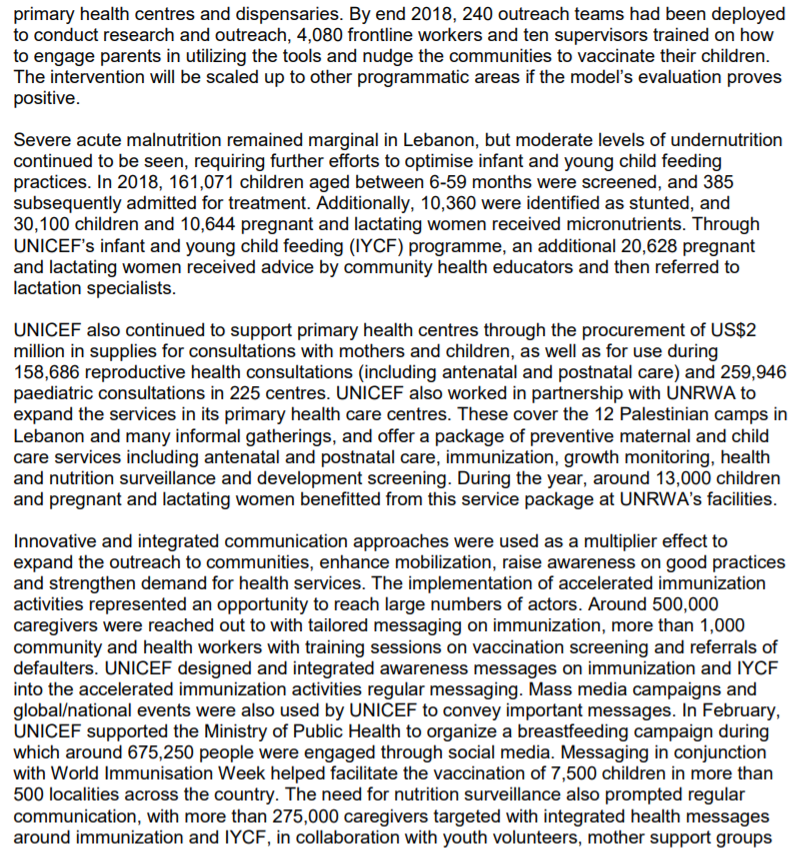 primary health centres and dispensaries. By end 2018, 240 outreach teams had been deployed
to conduct research and outreach, 4,080 frontline workers and ten supervisors trained on how
to engage parents in utilizing the tools and nudge the communities to vaccinate their children.
The intervention will be scaled up to other programmatic areas if the model's evaluation proves
positive.
Severe acute malnutrition remained marginal in Lebanon, but moderate levels of undernutrition
continued to be seen, requiring further efforts to optimise infant and young child feeding
practices. In 2018, 161,071 children aged between 6-59 months were screened, and 385
subsequently admitted for treatment. Additionally, 10,360 were identified as stunted, and
30,100 children and 10,644 pregnant and lactating women received micronutrients. Through
UNICEF's infant and young child feeding (IYCF) programme, an additional 20,628 pregnant
and lactating women received advice by community health educators and then referred to
lactation specialists.
UNICEF also continued to support primary health centres through the procurement of US$2
million in supplies for consultations with mothers and children, as well as for use during
158,686 reproductive health consultations (including antenatal and postnatal care) and 259,946
paediatric consultations in 225 centres. UNICEF also worked in partnership with UNRWA to
expand the services in its primary health care centres. These cover the 12 Palestinian camps in
Lebanon and many informal gatherings, and offer a package of preventive maternal and child
care services including antenatal and postnatal care, immunization, growth monitoring, health
and nutrition surveillance and development screening. During the year, around 13,000 children
and pregnant and lactating women benefitted from this service package at UNRWA's facilities.
Innovative and integrated communication approaches were used as a multiplier effect to
expand the outreach to communities, enhance mobilization, raise awareness on good practices
and strengthen demand for health services. The implementation of accelerated immunization
activities represented an opportunity to reach large numbers of actors. Around 500,000
caregivers were reached out to with tailored messaging on immunization, more than 1,000
community and health workers with training sessions on vaccination screening and referrals of
defaulters. UNICEF designed and integrated awareness messages on immunization and IYCF
into the accelerated immunization activities regular messaging. Mass media campaigns and
global/national events were also used by UNICEF to convey important messages. In February,
UNICEF supported the Ministry of Public Health to organize a breastfeeding campaign during
which around 675,250 people were engaged through social media. Messaging in conjunction
with World Immunisation Week helped facilitate the vaccination of 7,500 children in more than
500 localities across the country. The need for nutrition surveillance also prompted regular
communication, with more than 275,000 caregivers targeted with integrated health messages
around immunization and IYCF, in collaboration with youth volunteers, mother support groups